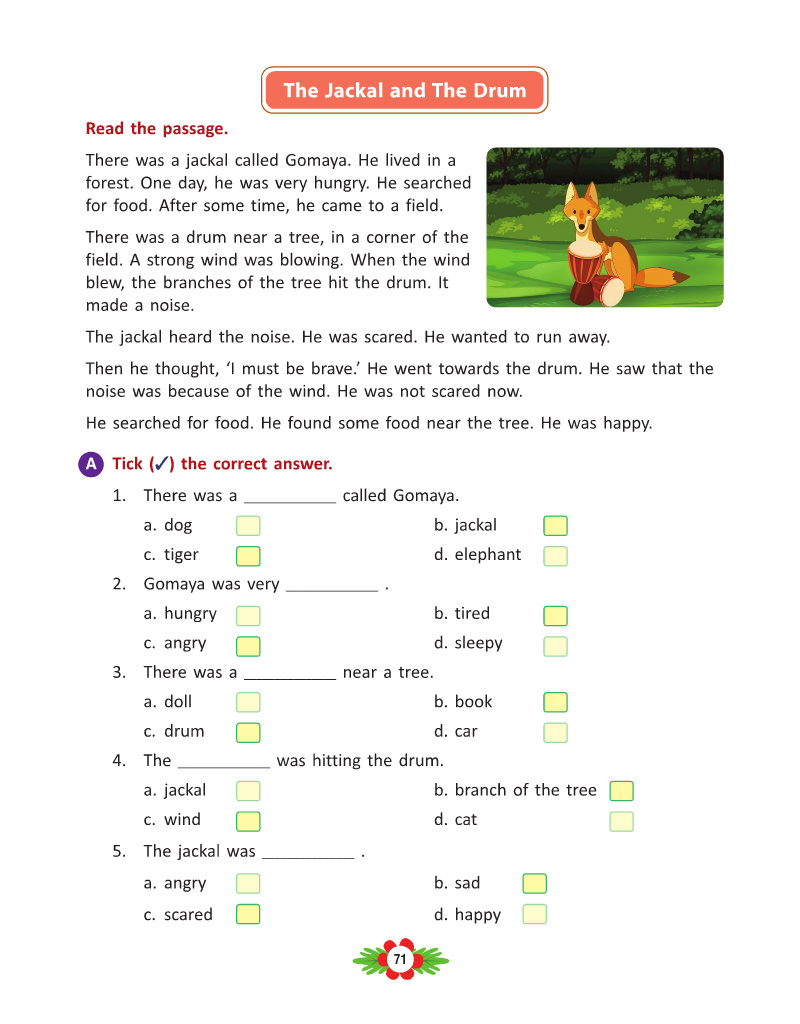 The Jackal and The Drum
Read the passage.
There was a jackal called Gomaya. He lived in a
forest. One day, he was very hungry. He searched
for food. After some time, he came to a field.
There was a drum near a tree, in a corner of the
field. A strong wind was blowing. When the wind
blew, the branches of the tree hit the drum. It
made a noise.
The jackal heard the noise. He was scared. He wanted to run away.
Then he thought, ‘I must be brave.’ He went towards the drum. He saw that the
noise was because of the wind. He was not scared now.
He searched for food. He found some food near the tree. He was happy.
A Tick (✓) the correct answer.
1. There was a __________ called Gomaya.
a. dog b. jackal
c. tiger d. elephant
2. Gomaya was very __________ .
a. hungry b. tired
c. angry d. sleepy
3. There was a __________ near a tree.
a. doll b. book
c. drum d. car
4. The __________ was hitting the drum.
a. jackal b. branch of the tree
c. wind d. cat
5. The jackal was __________ .
a. angry b. sad
c. scared d. happy
71